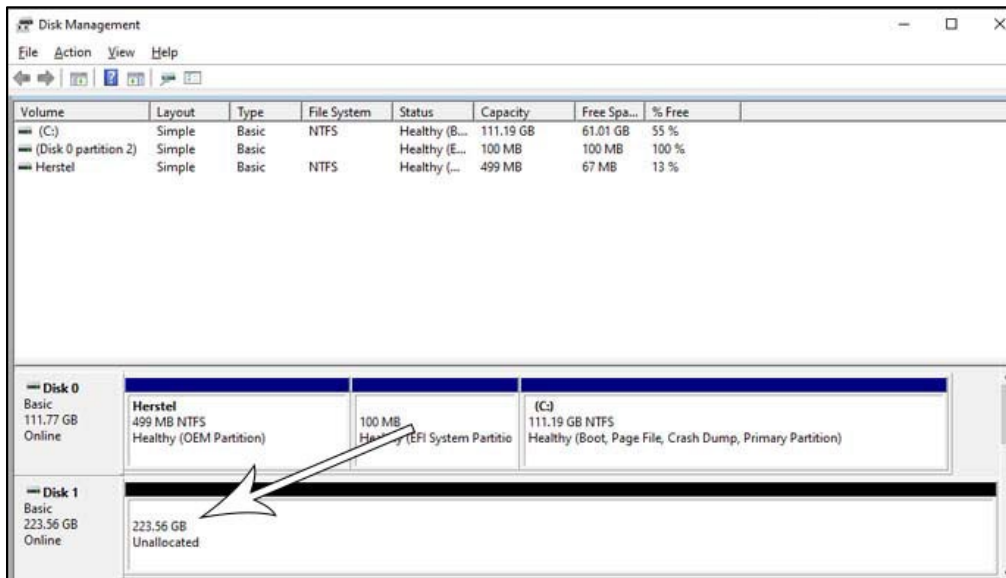 Disk Management
File Action View Help
Volume Layout Type File System Status Capacity Free Spa... % Free
(C:) Simple Basic NTFS Healthy (B... 111.19 GB 61.01 GB 55 %
(Disk 0 partition 2) Simple Basic Healthy (E... 100 MB 100 MB 100 %
Herstel Simple Basic NTFS Healthy (... 499 MB 67 MB 13 %
Disk 0
Basic
111.77 GB
Online
Herstel
499 MB NTFS
Healthy (OEM Partition)
100 MB
(EFI System Partitio
(C:)
111.19 GB NTFS
Healthy (Boot, Page File, Crash Dump, Primary Partition)
Disk 1
Basic
223.56 GB
Online
223.56 GB
Unallocated